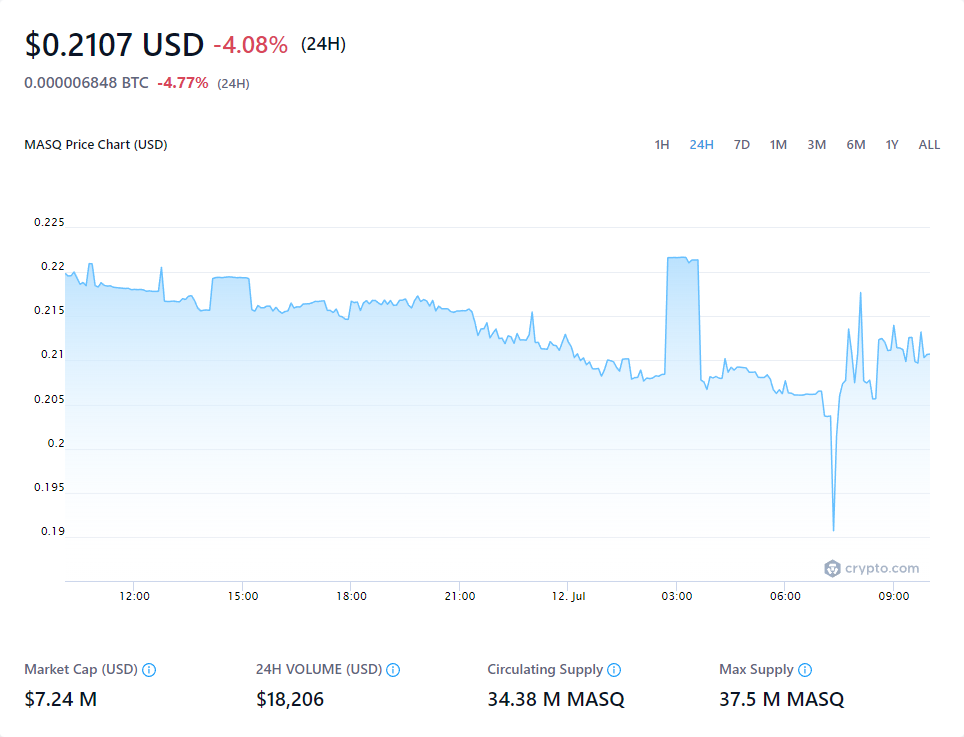 $0.2107 USD -4.08% (24H)
0.000006848 BTC -4.77% (24H)
MASQ Price Chart (USD) 1H 24H 7D 1M 3M 6M 1Y ALL
0.225
0.22
0.215
0.21
0.205
0.2
0.195
0.19
crypto.com
12:00 15:00 18:00 21:00 12. Jul 03:00 06:00 09:00
Market Cap (USD) 24H VOLUME (USD) Circulating Supply Max Supply
$7.24 M $18,206 34.38 M MASQ 37.5 M MASQ